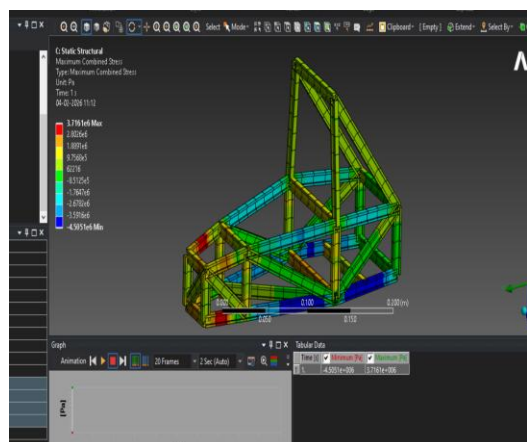 Select Mode Clipboard [Empty] Extend Select By
C: Static Structural
Maximum Combined Stress
Type: Maximum Combined Stress
Unit: Pa
Time: 1 s
04-02-2026 11:12
3.7161e6 Max
2.8026e6
1.8891e6
9.7560e5
62216
-8.5125e5
-1.7647e6
-2.6782e6
-3.5916e6
-4.5051e6 Min
0.000 0.100 0.200 (m)
0.050 0.150
Graph
Animation 20 Frames 2 Sec (Auto)
[Pa]
Tabular Data
Time [s] Minimum [Pa] Maximum [Pa]
1 1. -4.5051e+006 3.7161e+006